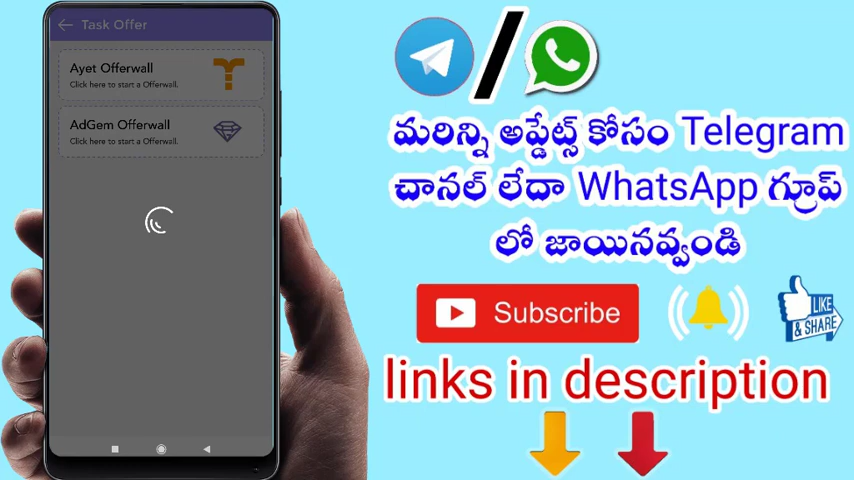 Task Offer
Ayet Offerwall
Click here to start a Offerwall.
AdGem Offerwall
Click here to start a Offerwall.
మరిన్ని అప్డేట్స్ కోసం Telegram
చానల్ లేదా WhatsApp గ్రూప్
లో జాయినవ్వండి
Subscribe
LIKE
& SHARE
links in description